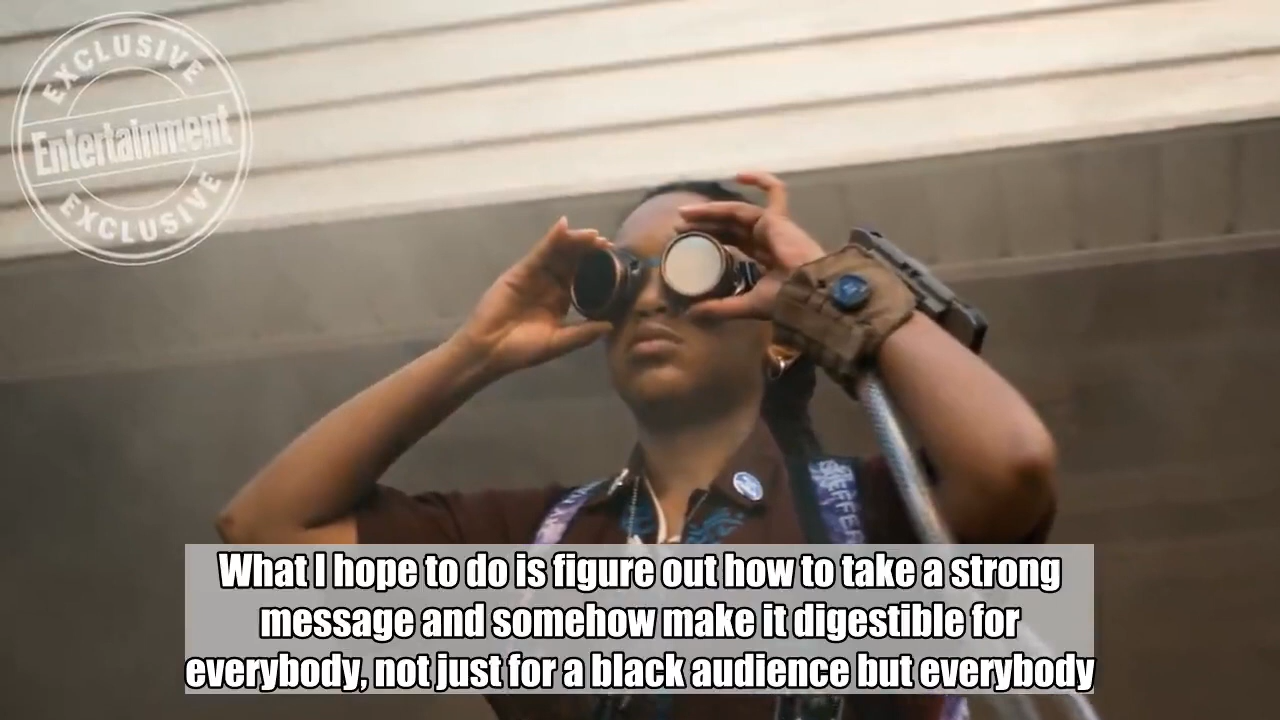 EXCLUSIVE
Entertainment
EXCLUSIVE
What I hope to do is figure out how to take a strong
message and somehow make it digestible for
everybody, not just for a black audience but everybody